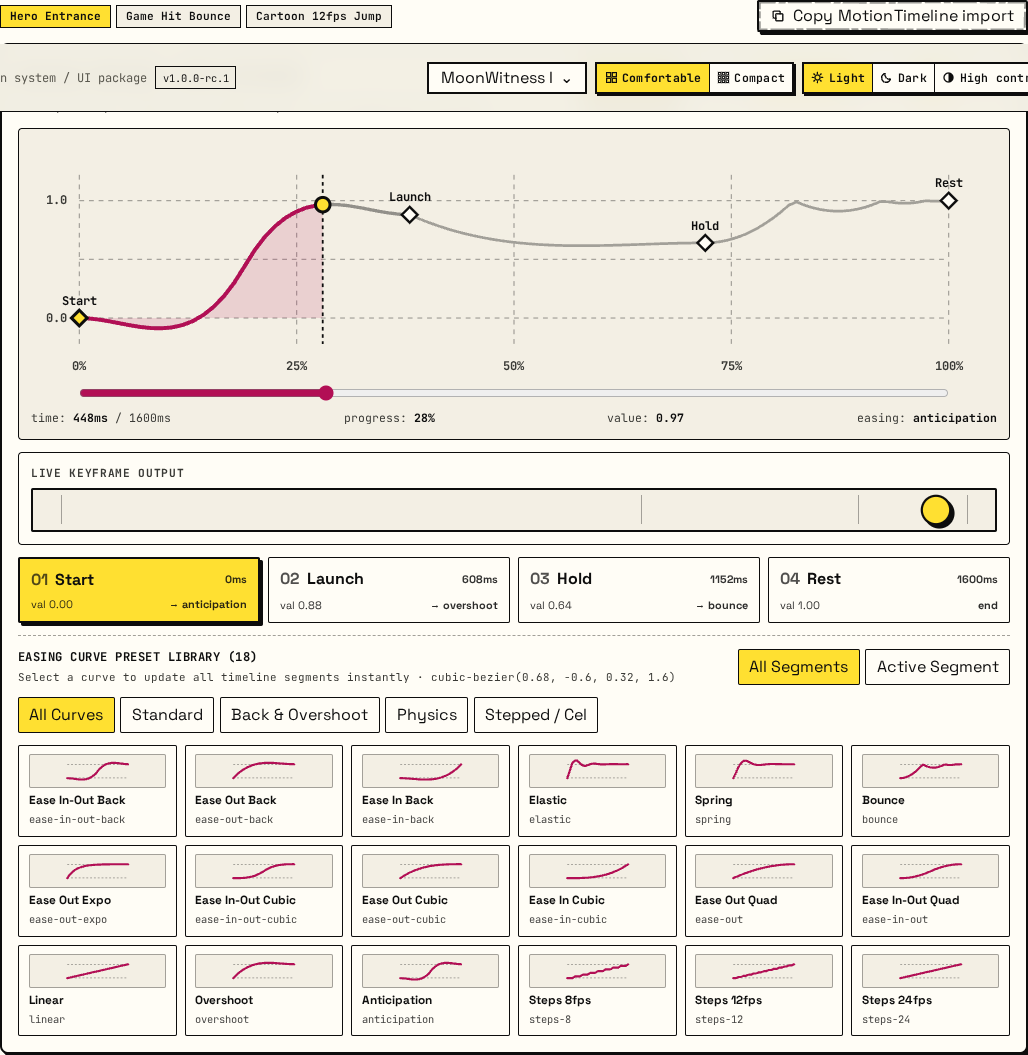 Hero Entrance Game Hit Bounce Cartoon 12fps Jump Copy MotionTimeline import
n system / UI package v1.0.0-rc.1 MoonWitness I Comfortable Compact Light Dark High contr
1.0 Launch Rest
Hold
Start
0.0
0% 25% 50% 75% 100%
time: 448ms / 1600ms progress: 28% value: 0.97 easing: anticipation
LIVE KEYFRAME OUTPUT
01 Start 0ms
val 0.00 → anticipation
02 Launch 608ms
val 0.88 → overshoot
03 Hold 1152ms
val 0.64 → bounce
04 Rest 1600ms
val 1.00 end
EASING CURVE PRESET LIBRARY (18)
Select a curve to update all timeline segments instantly · cubic-bezier(0.68, -0.6, 0.32, 1.6)
All Segments Active Segment
All Curves Standard Back & Overshoot Physics Stepped / Cel
Ease In-Out Back Ease Out Back Ease In Back Elastic Spring Bounce
ease-in-out-back ease-out-back ease-in-back elastic spring bounce
Ease Out Expo Ease In-Out Cubic Ease Out Cubic Ease In Cubic Ease Out Quad Ease In-Out Quad
ease-out-expo ease-in-out-cubic ease-out-cubic ease-in-cubic ease-out ease-in-out
Linear Overshoot Anticipation Steps 8fps Steps 12fps Steps 24fps
linear overshoot anticipation steps-8 steps-12 steps-24